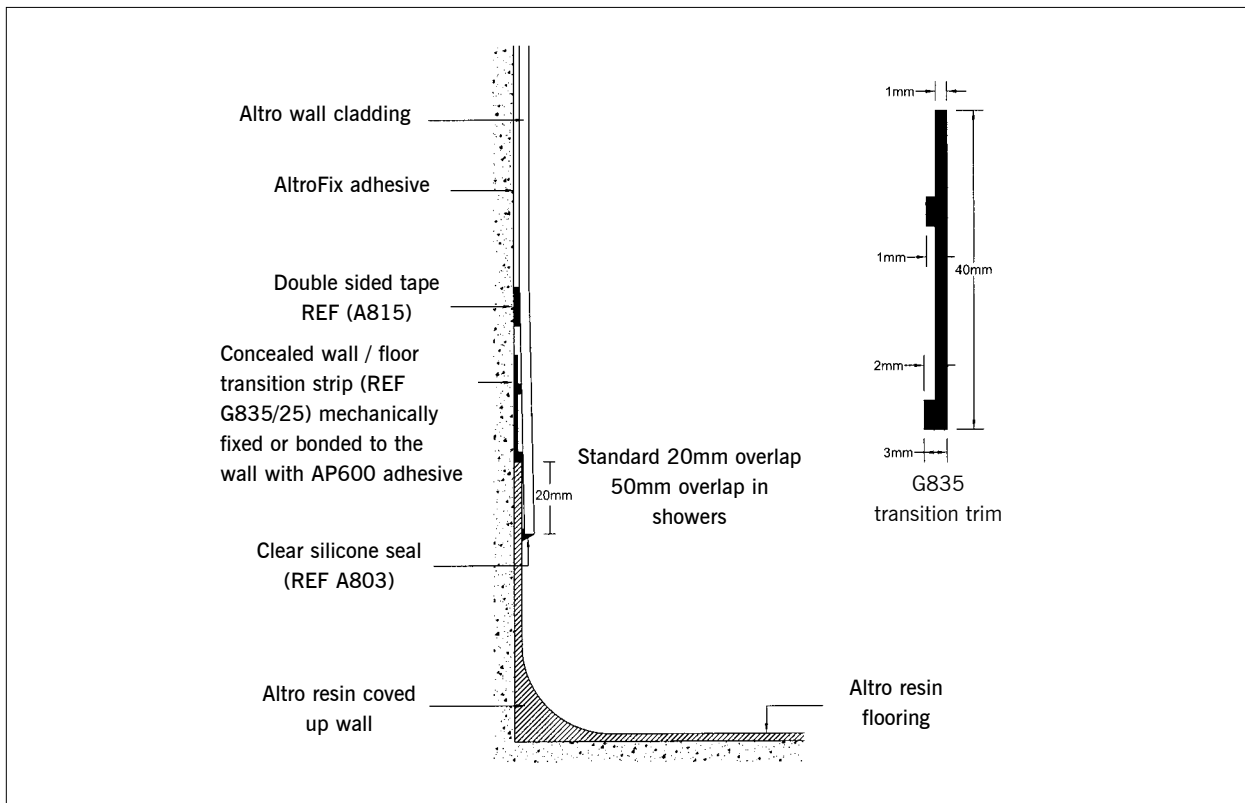 Altro wall cladding
AltroFix adhesive
Double sided tape
REF (A815)
Concealed wall / floor
transition strip (REF
G835/25) mechanically
fixed or bonded to the
wall with AP600 adhesive
Clear silicone seal
(REF A803)
Altro resin coved
up wall
20mm
Standard 20mm overlap
50mm overlap in
showers
Altro resin
flooring
1mm
1mm
40mm
2mm
3mm
G835
transition trim